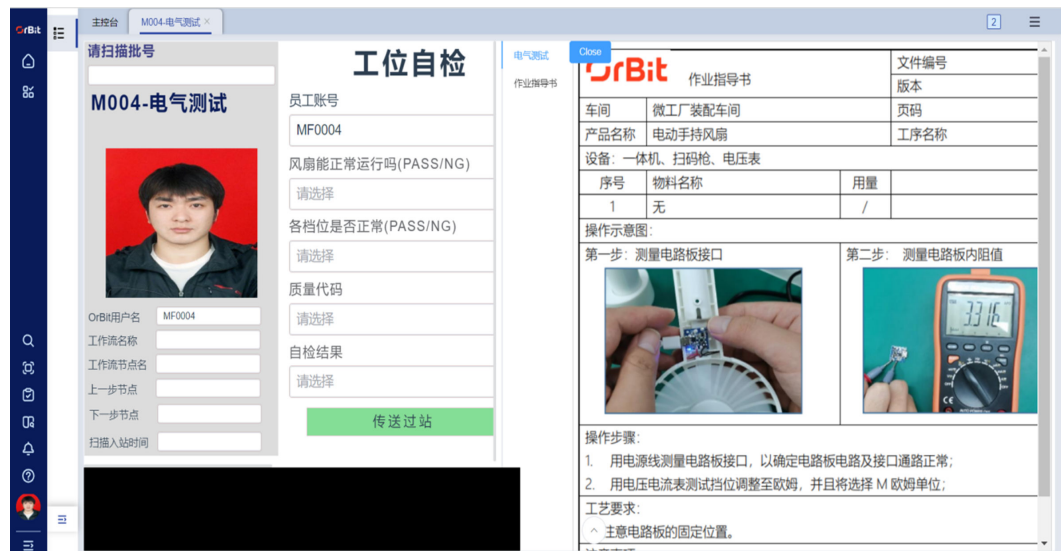 OrBit
主控台
M004-电气测试 ×
2
请扫描批号
M004-电气测试
OrBit用户名
MF0004
工作流名称
工作流节点名
上一步节点
下一步节点
扫描入站时间
工位自检
员工账号
MF0004
风扇能正常运行吗(PASS/NG)
请选择
各档位是否正常(PASS/NG)
请选择
质量代码
请选择
自检结果
请选择
传送过站
电气测试
作业指导书
Close
OrBit 作业指导书
文件编号
版本
车间 微工厂装配车间 页码
产品名称 电动手持风扇 工序名称
设备：一体机、扫码枪、电压表
序号 物料名称 用量
1 无 /
操作示意图：
第一步：测量电路板接口
第二步： 测量电路板内阻值
331.6
操作步骤：
1. 用电源线测量电路板接口，以确定电路板电路及接口通路正常；
2. 用电压电流表测试挡位调整至欧姆，并且将选择 M 欧姆单位；
工艺要求：
注意电路板的固定位置。